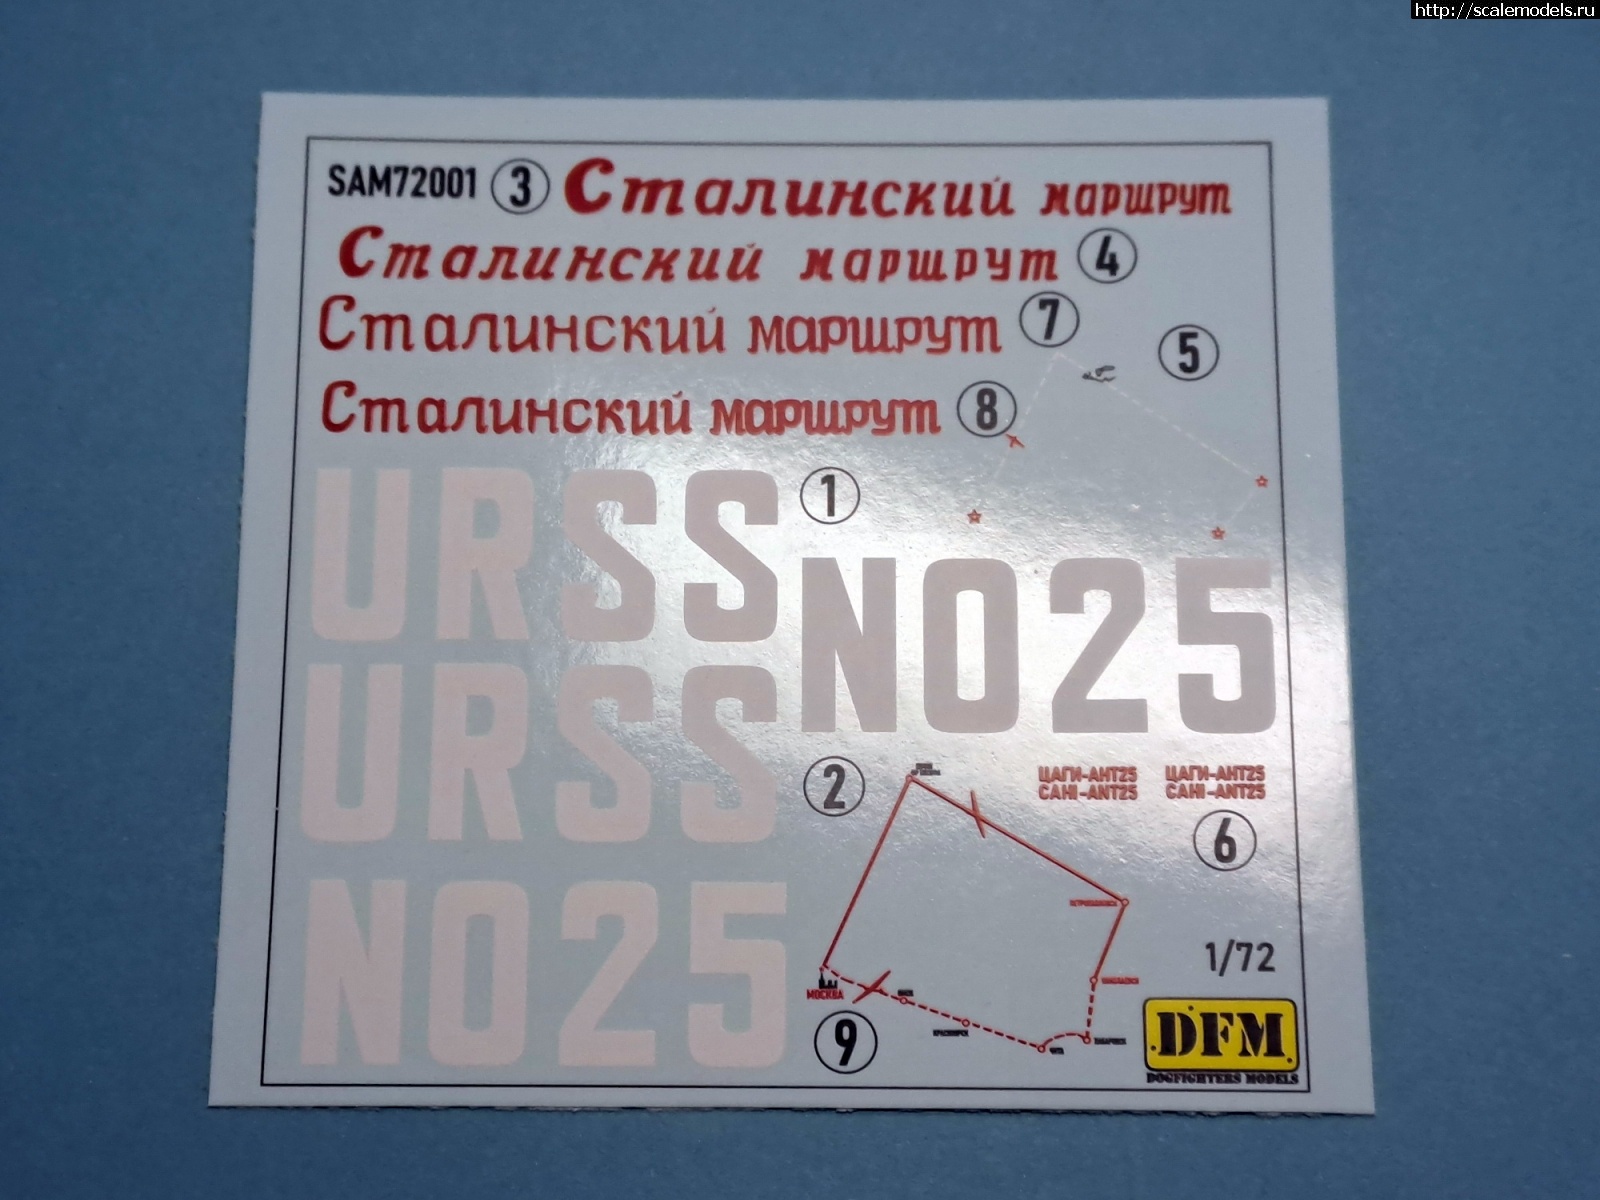 http://scalemodels.ru
SAM72001 3 Сталинский маршрут
Сталинский маршрут 4
Сталинский маршрут 7
5
Сталинский маршрут 8
URSS 1
NO25
URSS
2
ЦАГИ-АНТ25 ЦАГИ-АНТ25
CAHI-ANT25 CAHI-ANT25
6
NO25
1/72
МОСКВА
КРАСНОЯРСК
ЧИТА
9
DFM
DOGFIGHTERS MODELS